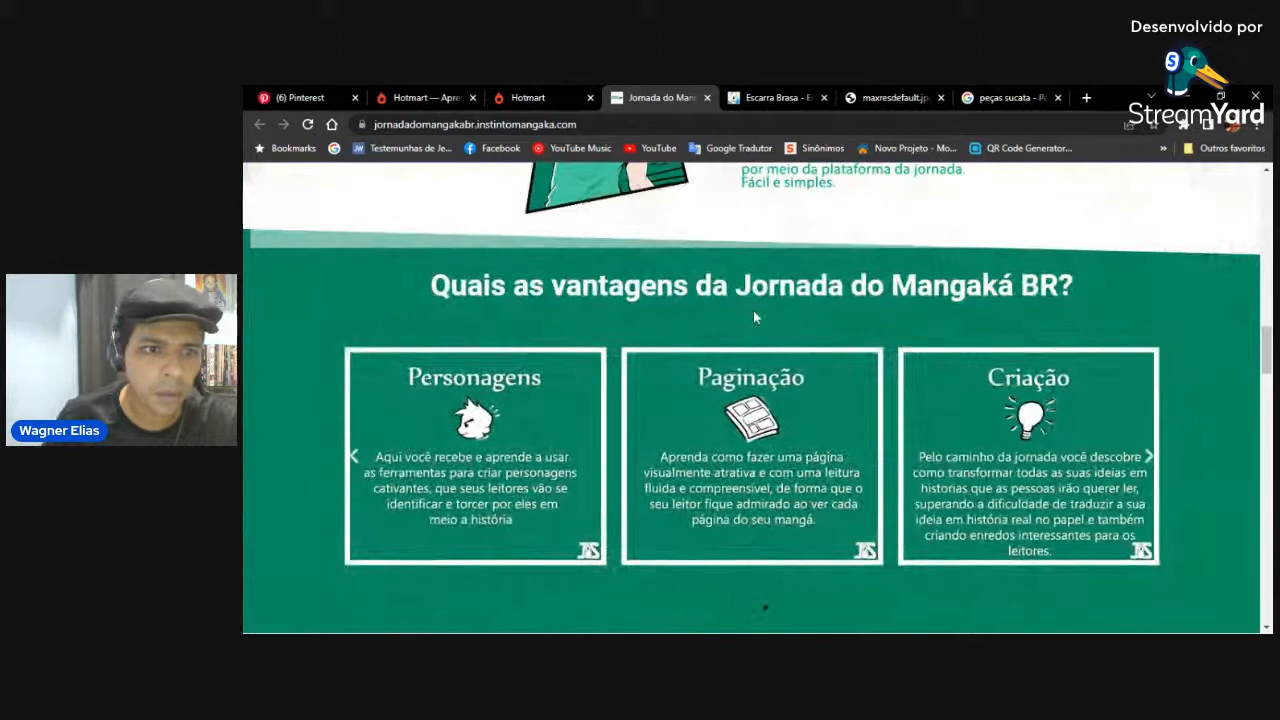 Desenvolvido por
StreamYard
(6) Pinterest
Hotmart — Apre
Hotmart
Jornada do Man
Escarra Brasa - E
maxresdefault.jp
peças sucata - P
jornadadomangakabr.institomangaka.com
Bookmarks
Testemunhas de Je...
Facebook
YouTube Music
YouTube
Google Tradutor
Sinônimos
Novo Projeto - Mo...
QR Code Generator...
Outros favoritos
por meio da plataforma da jornada.
Fácil e simples.
Quais as vantagens da Jornada do Mangaká BR?
Personagens
Aqui você recebe e aprende a usar
as ferramentas para criar personagens
cativantes, que seus leitores vão se
identificar e torcer por eles em
meio a história
Paginação
Aprenda como fazer uma página
visualmente atrativa e com uma leitura
fluida e compreensível, de forma que o
seu leitor fique admirado ao ver cada
página do seu mangá.
Criação
Pelo caminho da jornada você descobre
como transformar todas as suas ideias em
historias que as pessoas irão querer ler,
superando a dificuldade de traduzir a sua
ideia em história real no papel e também
criando enredos interessantes para os
leitores.
Wagner Elias